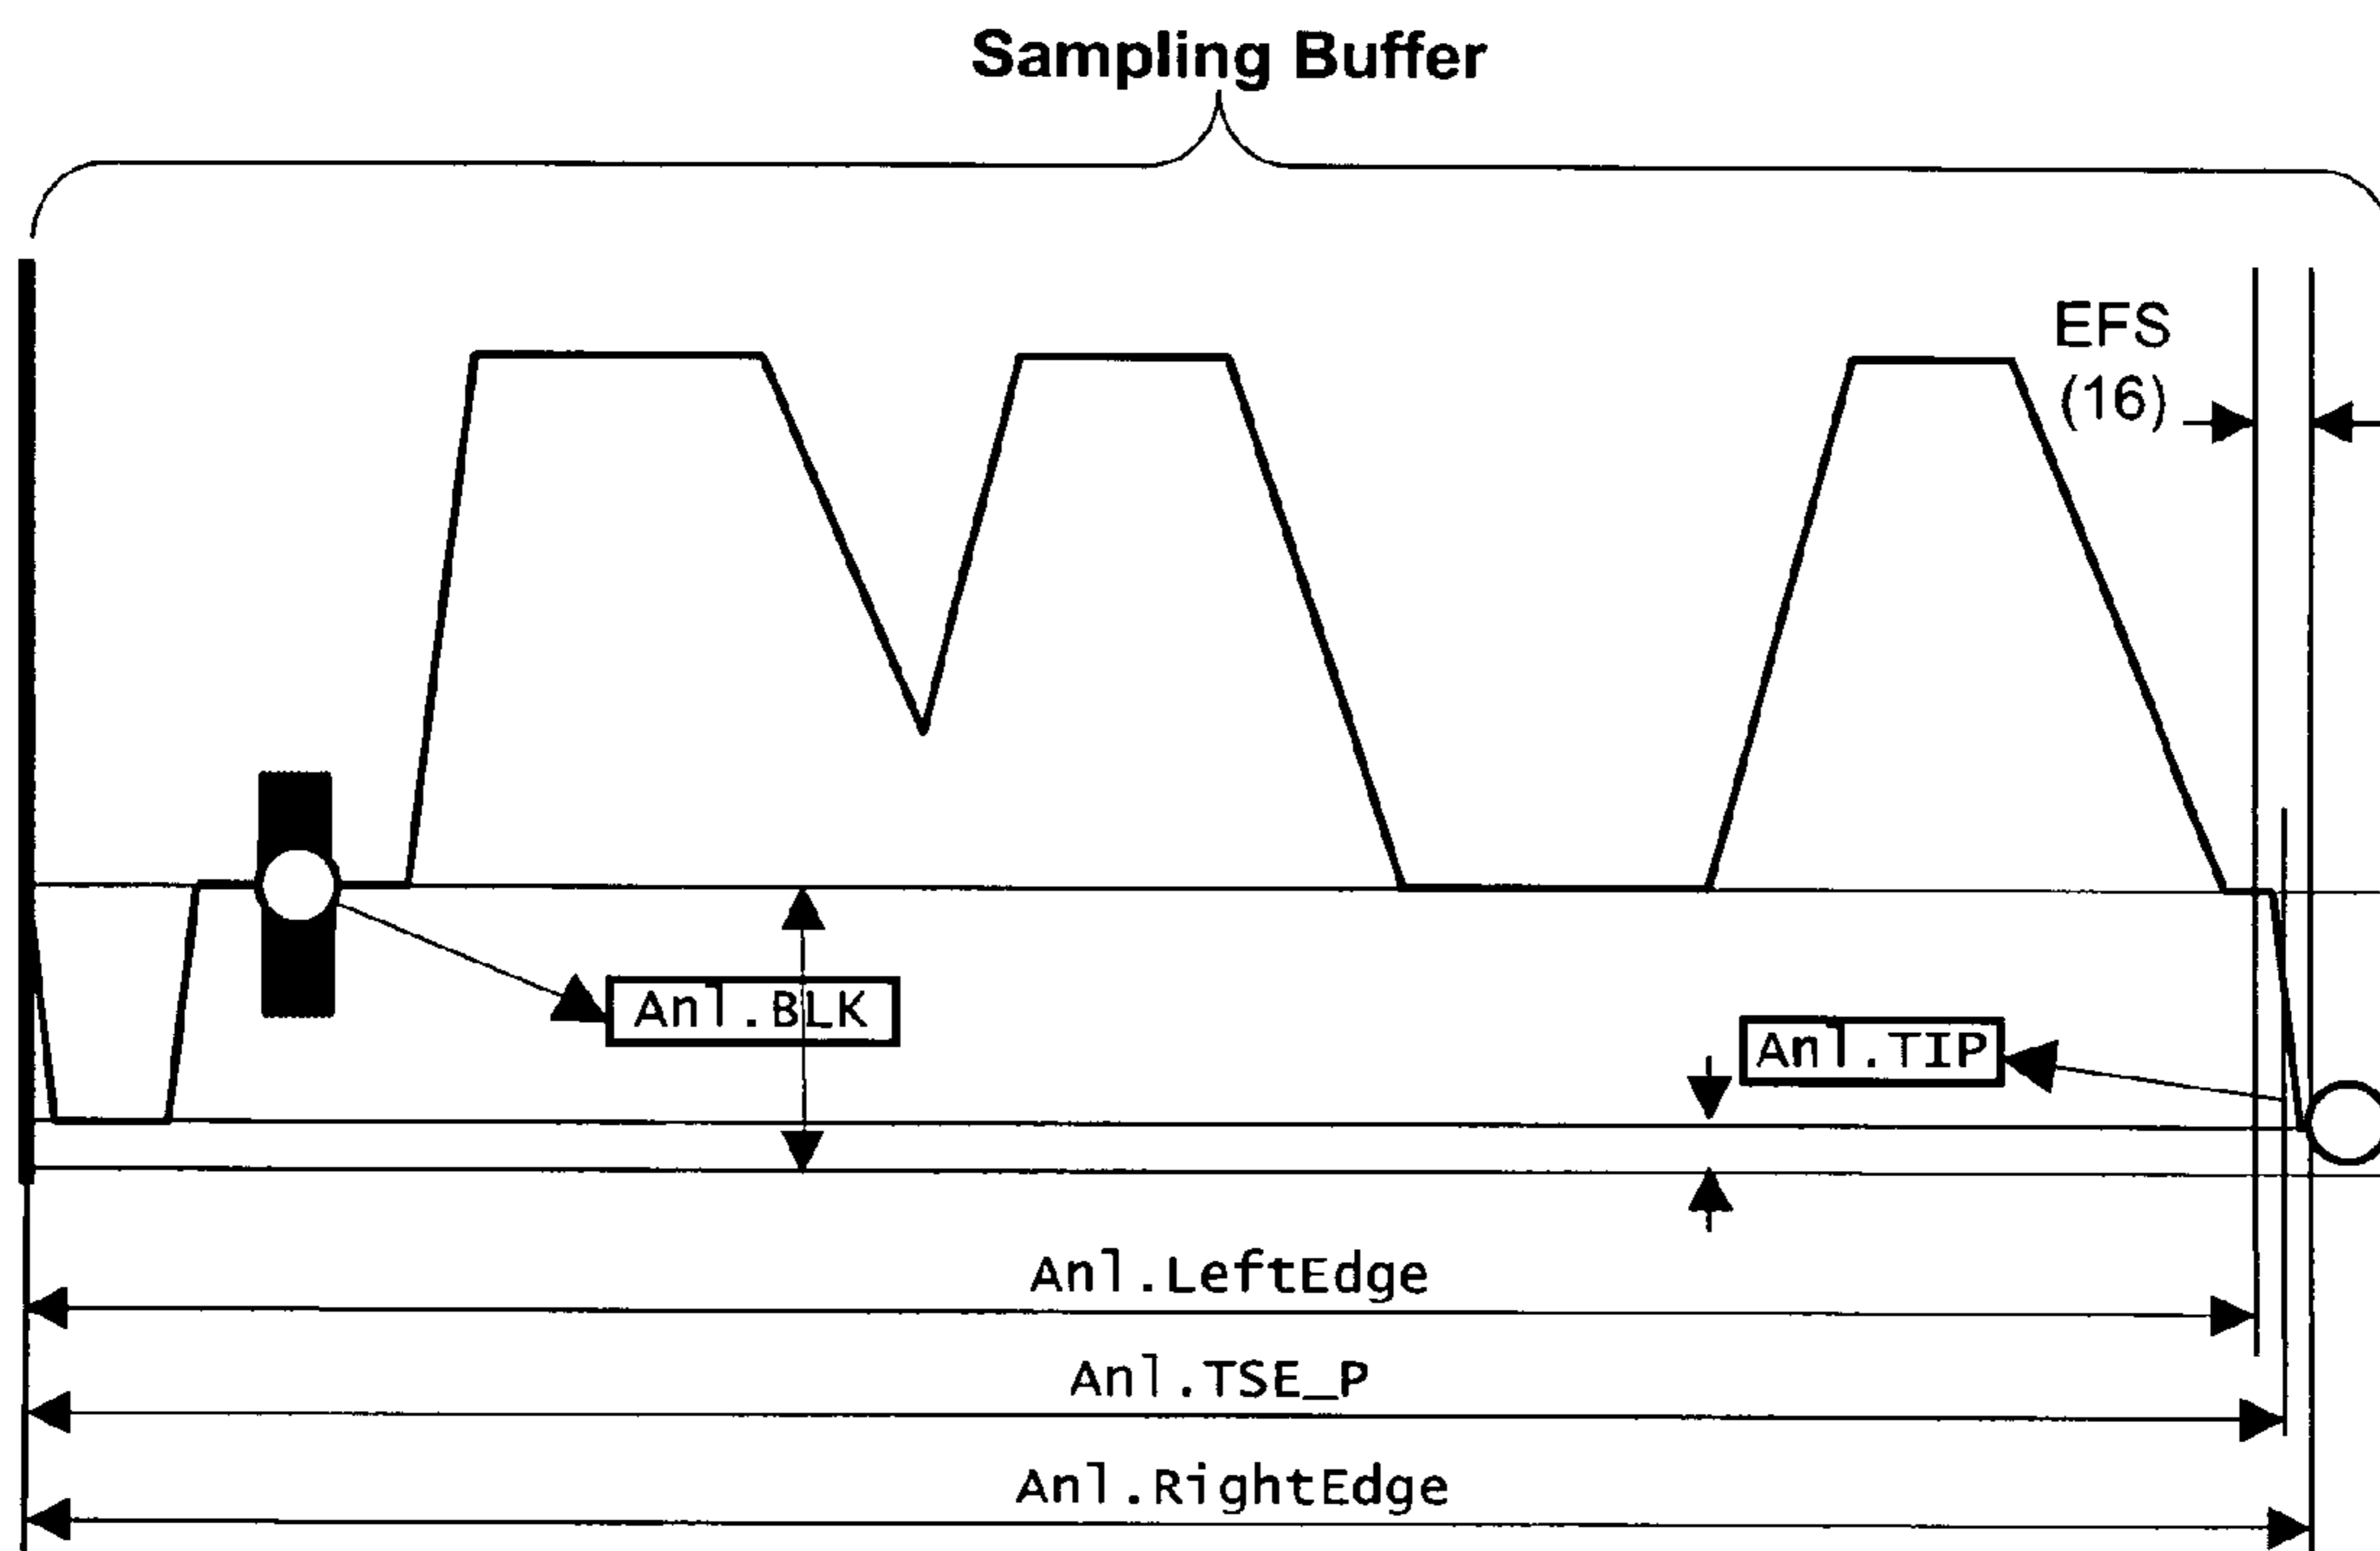 Sampling Buffer
EFS
(16)
Anl.BLK
Anl.TIP
Anl.LeftEdge
Anl.TSE_P
Anl.RightEdge